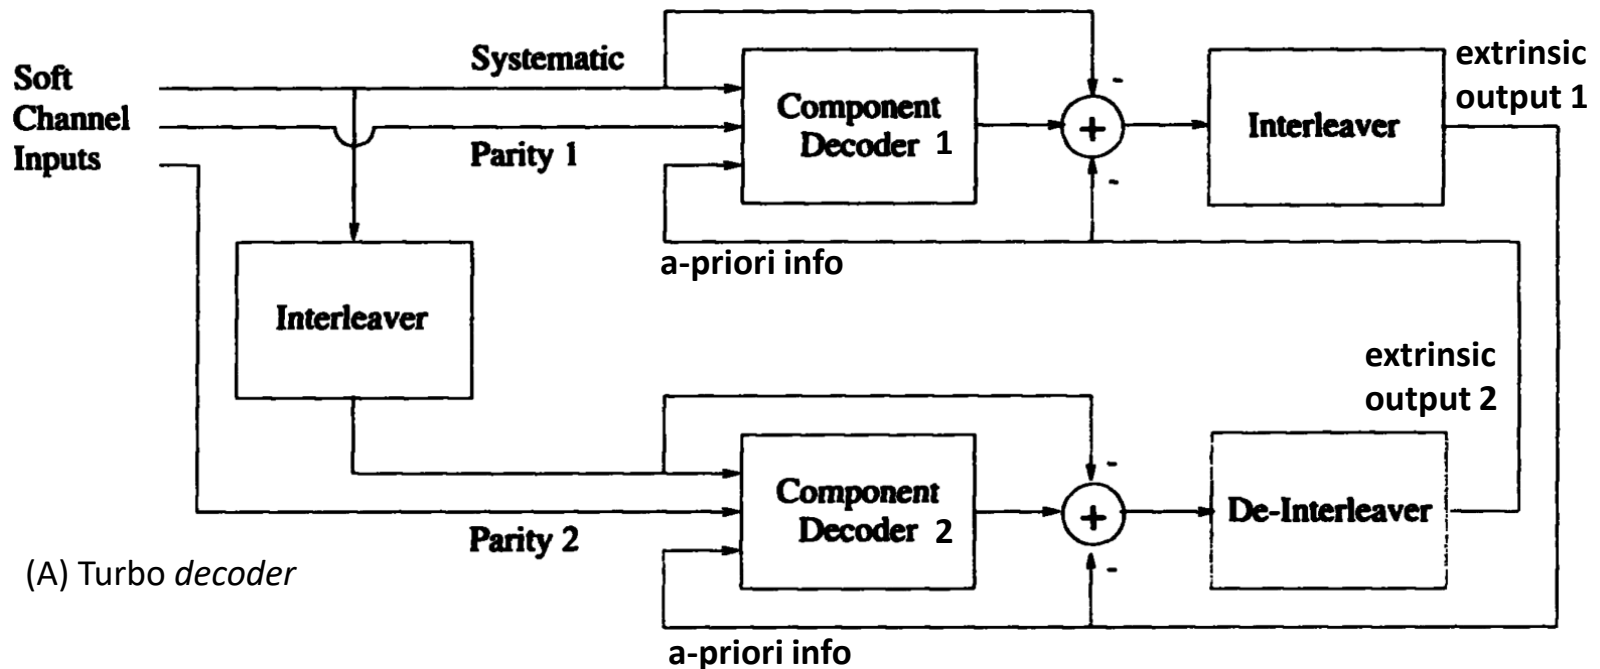 Soft
Channel
Inputs
Systematic
Parity 1
Component
Decoder 1
-
+
-
Interleaver
extrinsic
output 1
a-priori info
Interleaver
extrinsic
output 2
Component
Decoder 2
-
+
-
De-Interleaver
Parity 2
(A) Turbo decoder
a-priori info